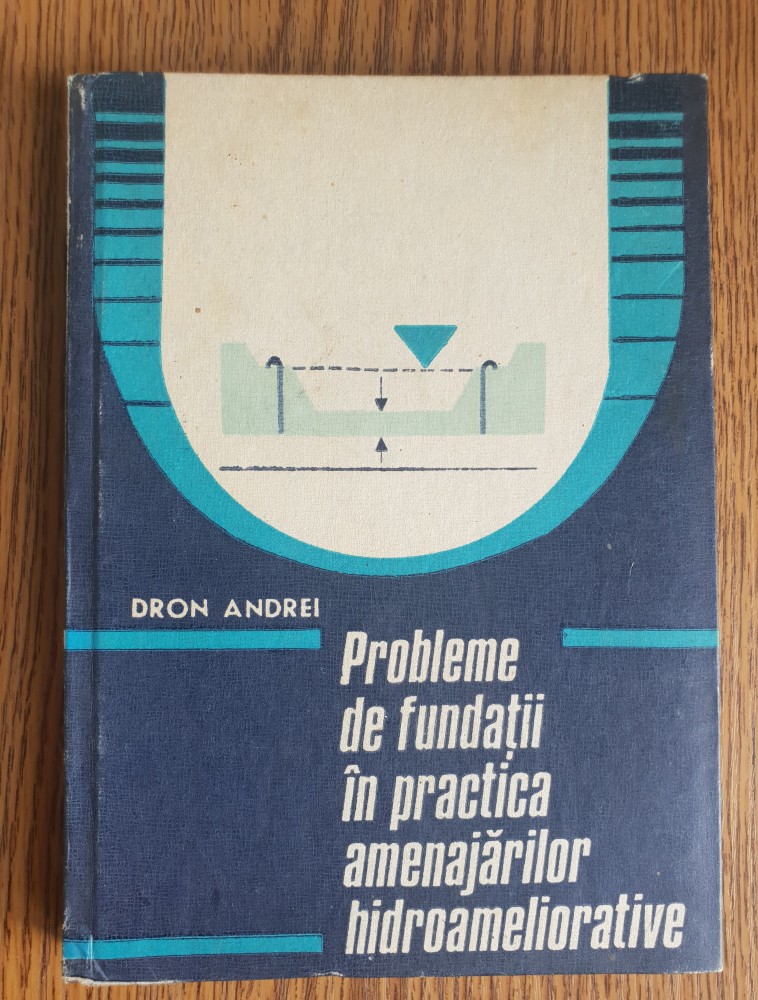 DRON ANDREI
Probleme
de fundații
în practica
amenajărilor
hidroameliorative